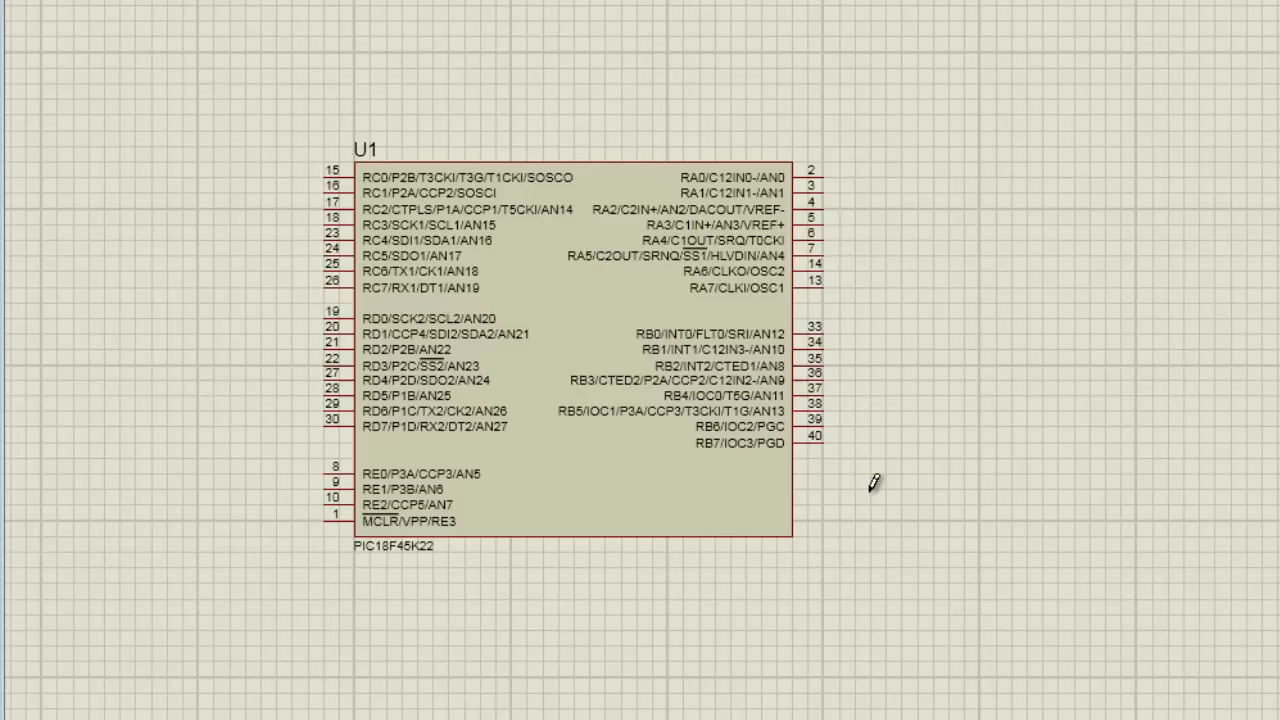 U1
15 RC0/P2B/T3CKI/T3G/T1CKI/SOSCO RA0/C12IN0-/AN0 2
16 RC1/P2A/CCP2/SOSCI RA1/C12IN1-/AN1 3
17 RC2/CTPLS/P1A/CCP1/T5CKI/AN14 RA2/C2IN+/AN2/DACOUT/VREF- 4
18 RC3/SCK1/SCL1/AN15 RA3/C1IN+/AN3/VREF+ 5
23 RC4/SDI1/SDA1/AN16 RA4/C1OUT/SRQ/T0CKI 6
24 RC5/SDO1/AN17 RA5/C2OUT/SRNQ/SS1/HLVDIN/AN4 7
25 RC6/TX1/CK1/AN18 RA6/CLKO/OSC2 14
26 RC7/RX1/DT1/AN19 RA7/CLKI/OSC1 13
19 RD0/SCK2/SCL2/AN20
20 RD1/CCP4/SDI2/SDA2/AN21 RB0/INT0/FLT0/SRI/AN12 33
21 RD2/P2B/AN22 RB1/INT1/C12IN3-/AN10 34
22 RD3/P2C/SS2/AN23 RB2/INT2/CTED1/AN8 35
27 RD4/P2D/SDO2/AN24 RB3/CTED2/P2A/CCP2/C12IN2-/AN9 36
28 RD5/P1B/AN25 RB4/IOC0/T5G/AN11 37
29 RD6/P1C/TX2/CK2/AN26 RB5/IOC1/P3A/CCP3/T3CKI/T1G/AN13 38
30 RD7/P1D/RX2/DT2/AN27 RB6/IOC2/PGC 39
RB7/IOC3/PGD 40
8 RE0/P3A/CCP3/AN5
9 RE1/P3B/AN6
10 RE2/CCP5/AN7
1 MCLR/VPP/RE3
PIC18F45K22